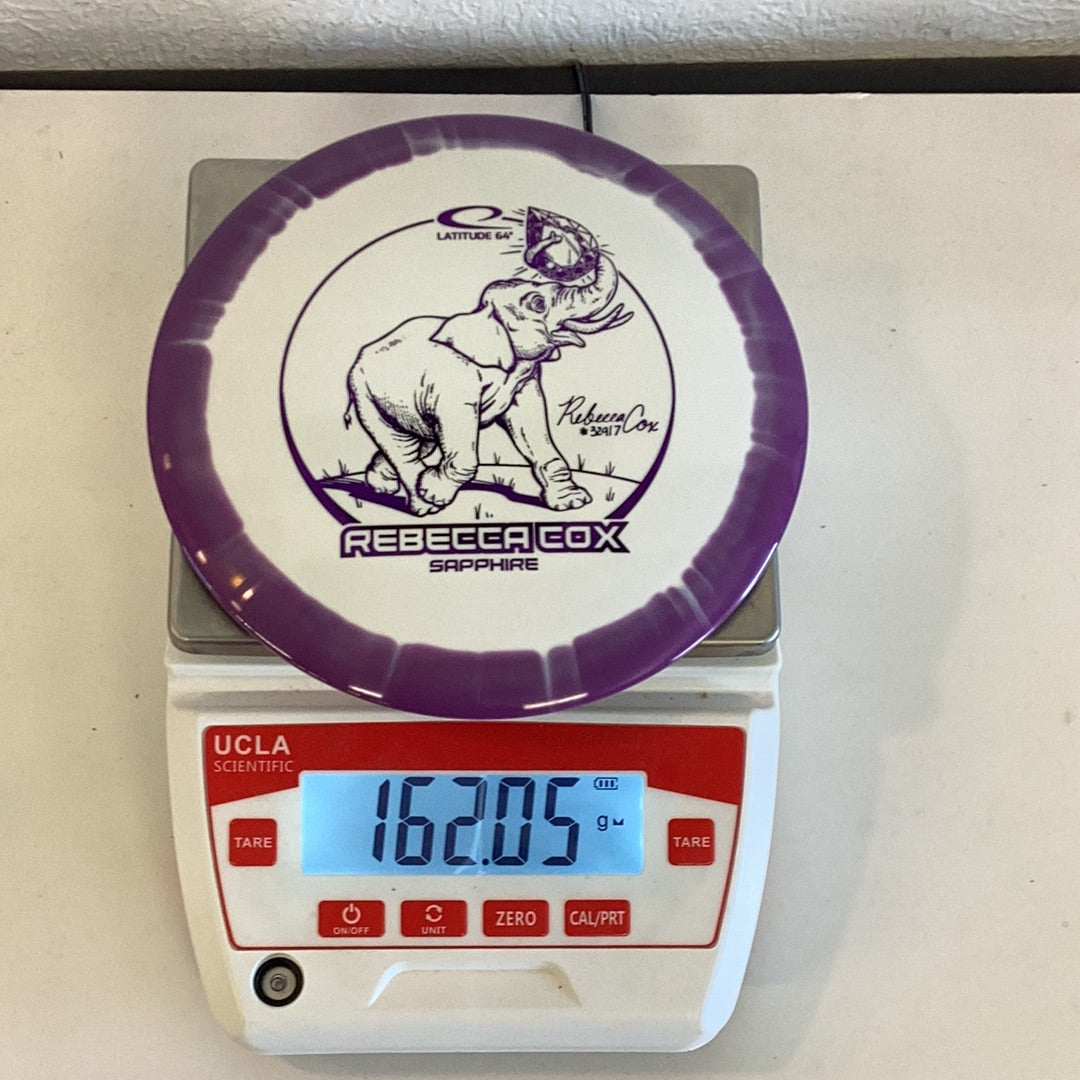 LATITUDE 64°
Rebecca Cox
*32917
REBECCA COX
SAPPHIRE
UCLA
SCIENTIFIC
162.05 g
TARE
TARE
ON/OFF
UNIT
ZERO
CAL/PRT